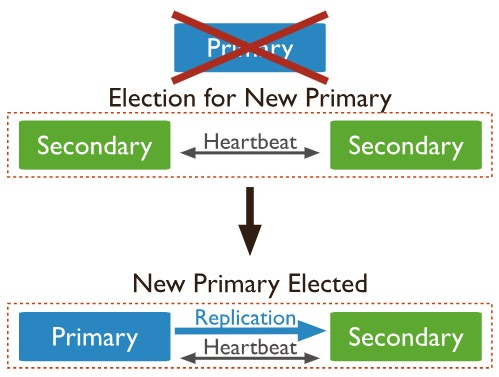 Primary
Election for New Primary
Secondary Heartbeat Secondary
New Primary Elected
Replication
Primary Secondary
Heartbeat